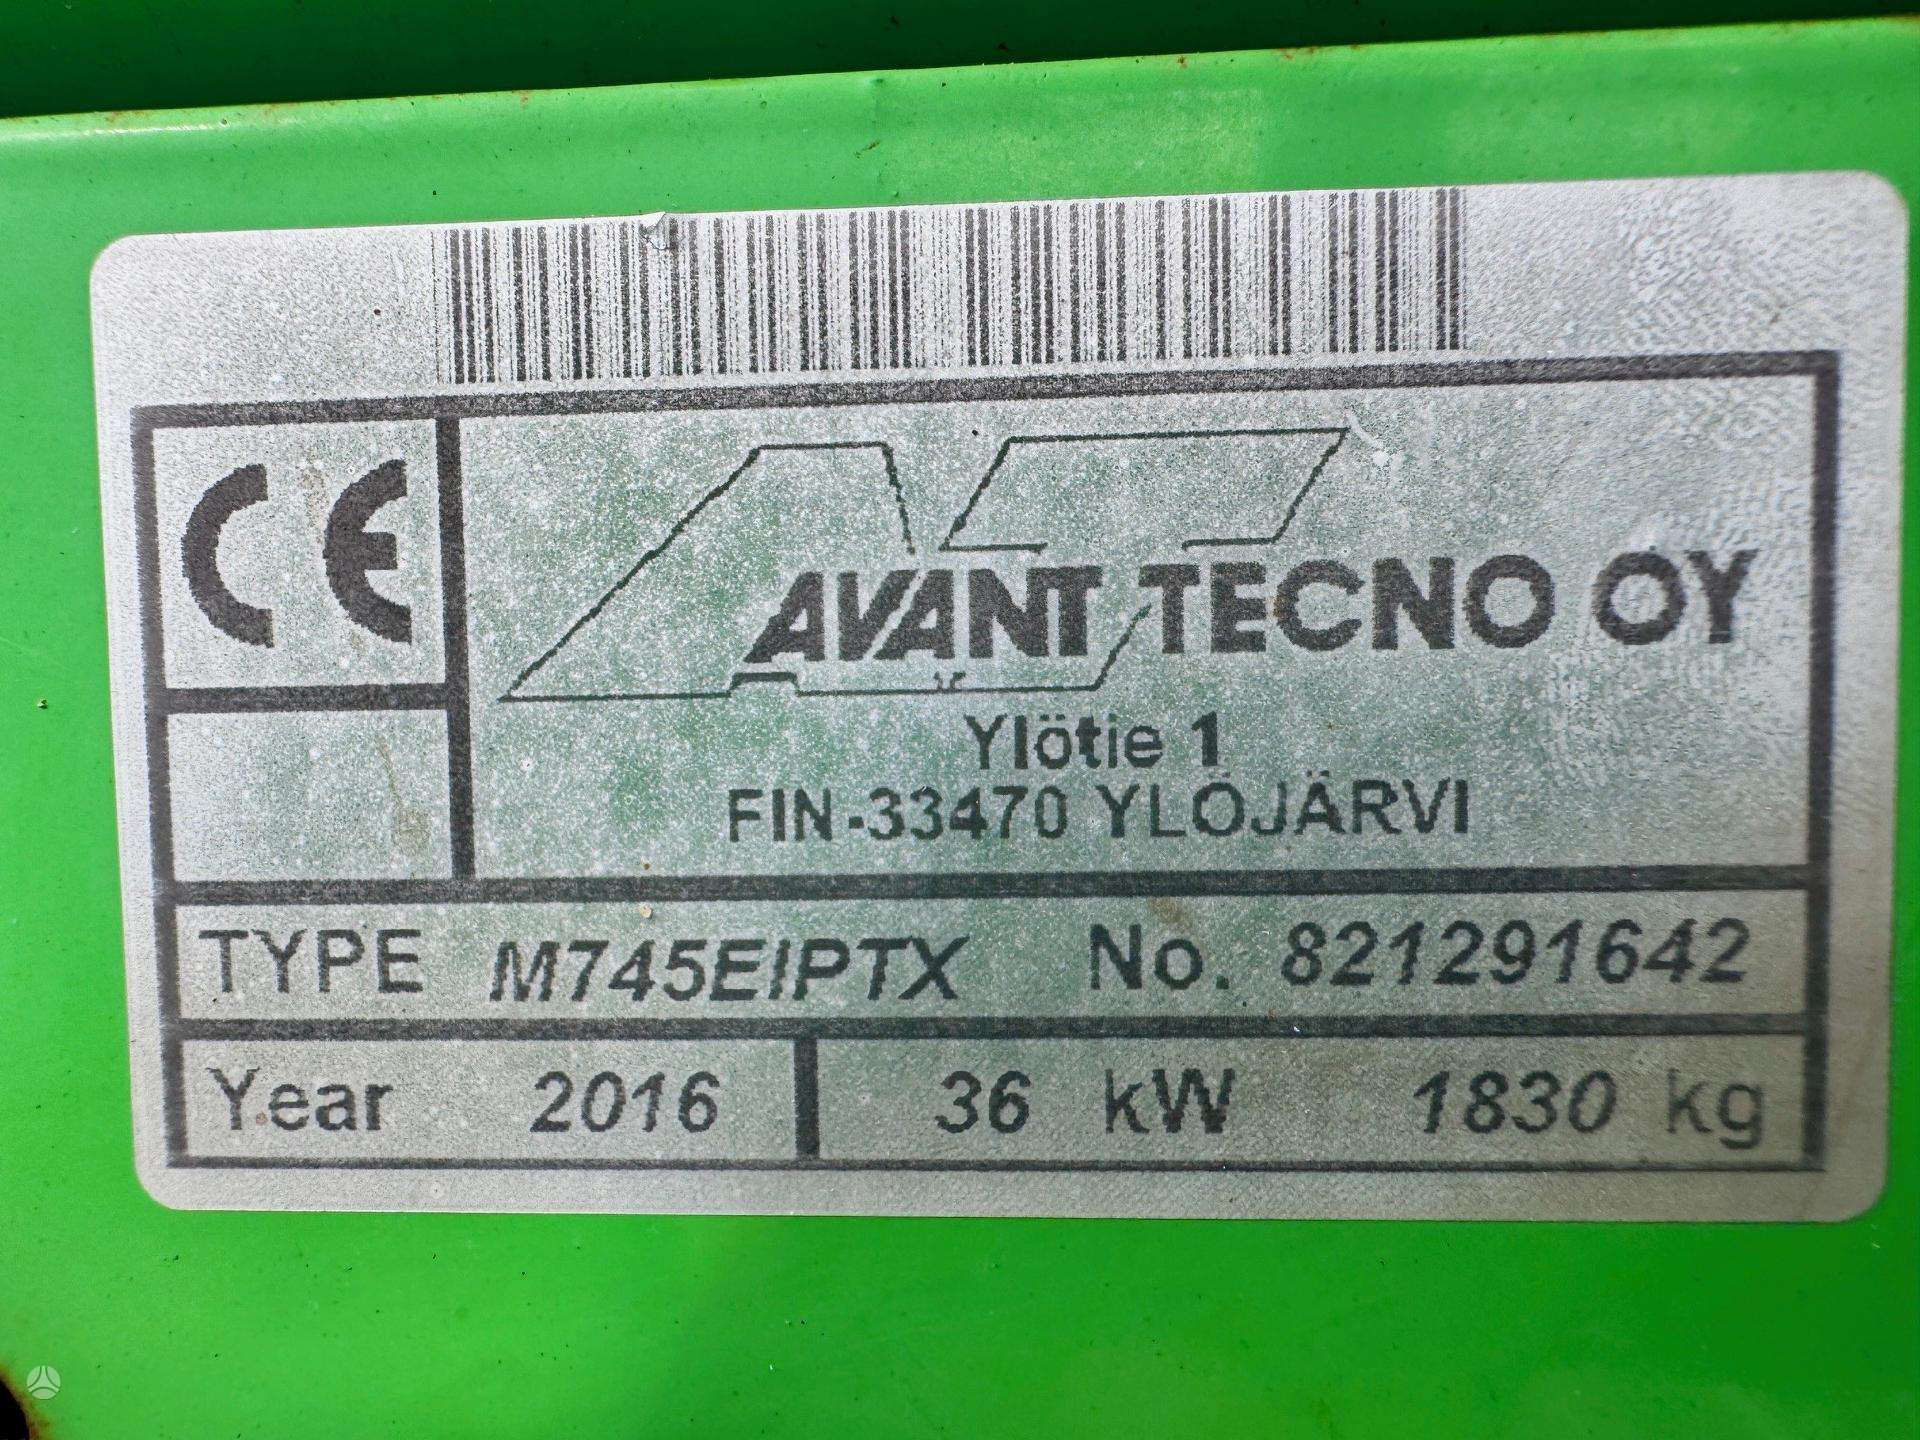 CE
AVANT TECNO OY
Ylötie 1
FIN-33470 YLÖJÄRVI
TYPE M745EIPTX No. 821291642
Year 2016 36 kW 1830 kg